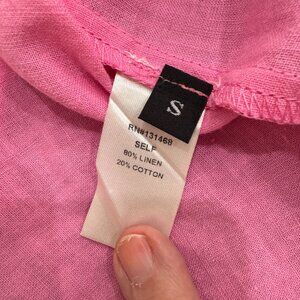 S
RN#131468
SELF
80% LINEN
20% COTTON